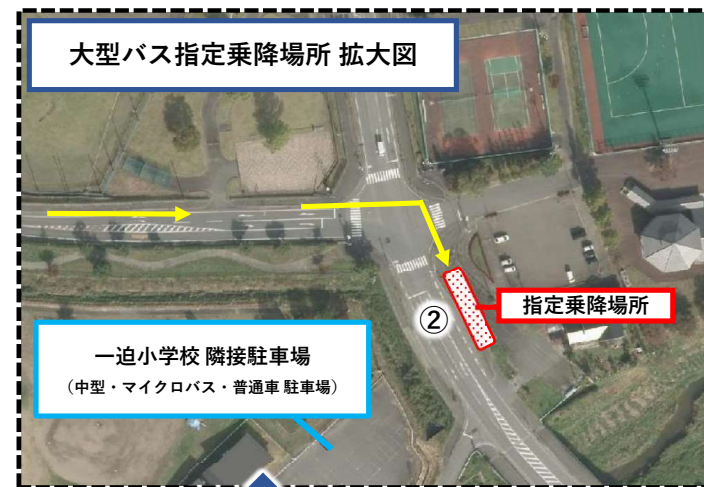 大型バス指定乗降場所 拡大図
指定乗降場所
②
一迫小学校 隣接駐車場
（中型・マイクロバス・普通車 駐車場）